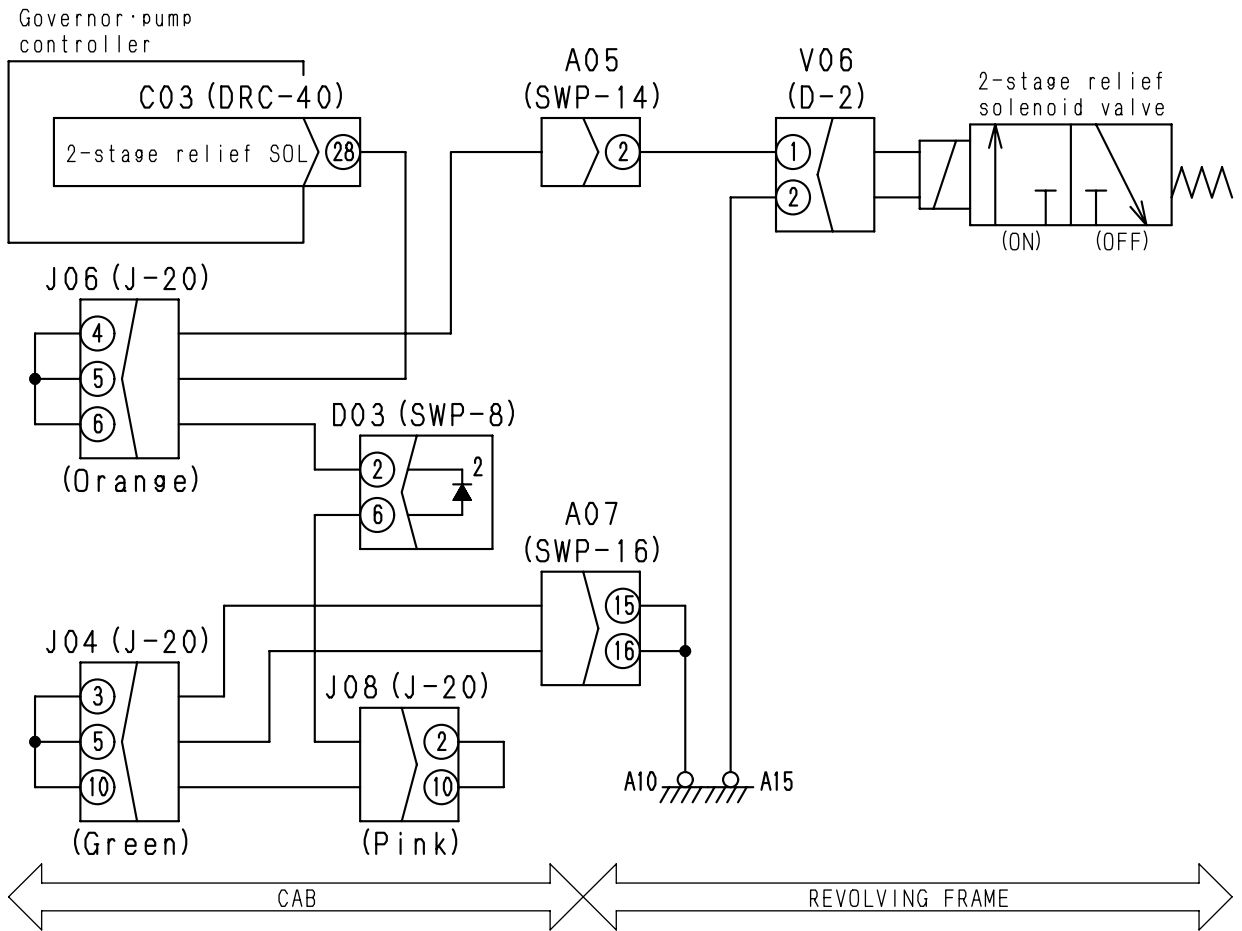 Governor·pump
controller
C03 (DRC-40)
2-stage relief SOL
28
A05
(SWP-14)
2
V06
(D-2)
1
2
2-stage relief
solenoid valve
(ON)
(OFF)
J06 (J-20)
4
5
6
(Orange)
D03 (SWP-8)
2
6
2
A07
(SWP-16)
15
16
J04 (J-20)
3
5
10
(Green)
J08 (J-20)
2
10
(Pink)
A10
A15
CAB
REVOLVING FRAME